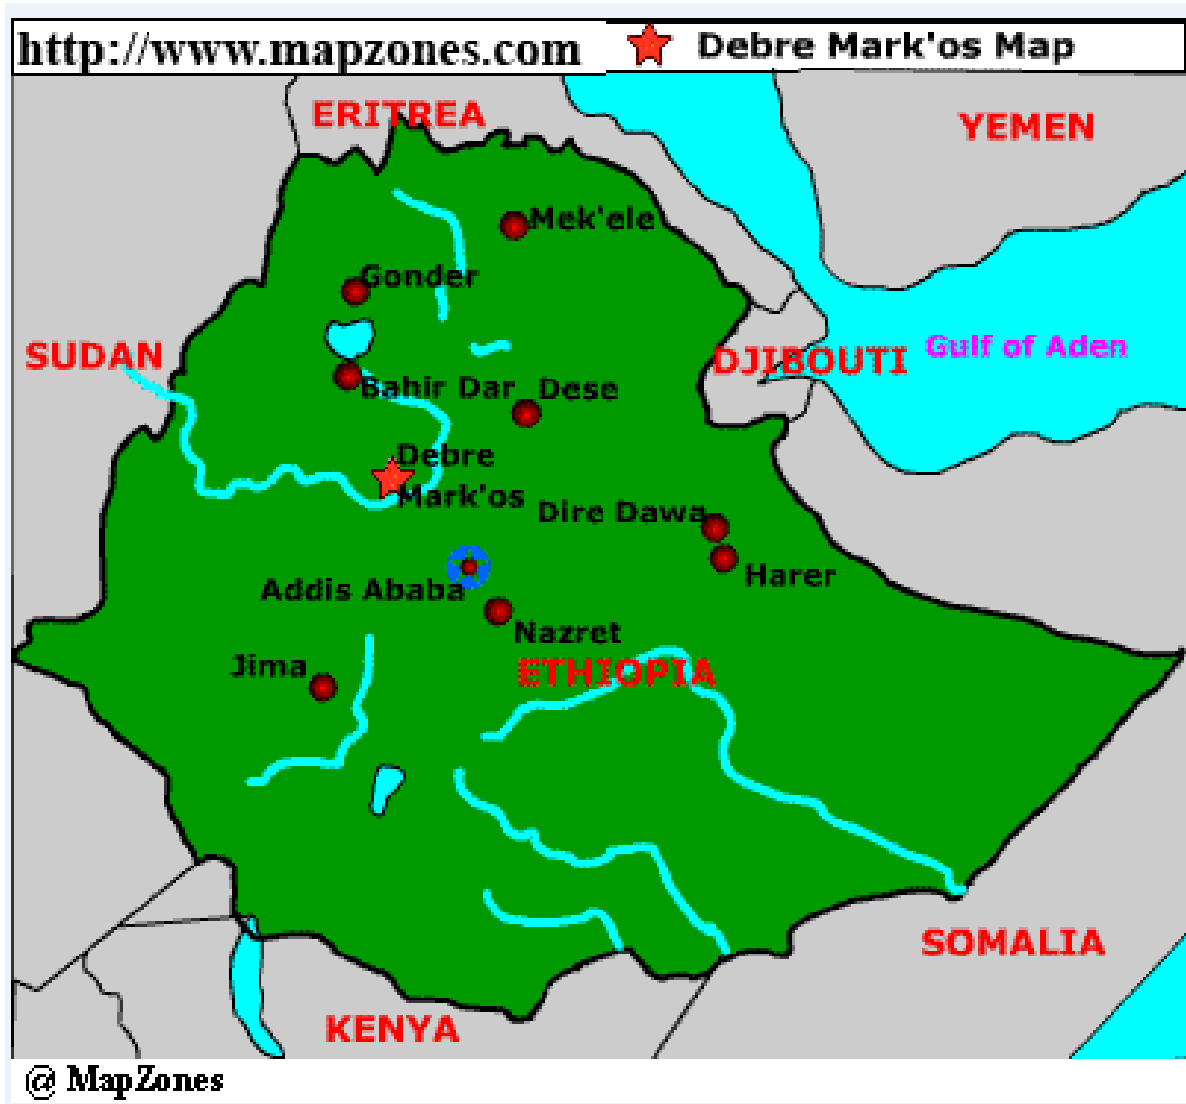 http://www.mapzones.com Debre Mark'os Map
ERITREA
YEMEN
Mek'ele
Gonder
SUDAN
DJIBOUTI
Gulf of Aden
Bahir Dar
Dese
Debre
Mark'os
Dire Dawa
Harer
Addis Ababa
Nazret
Jima
ETHIOPIA
SOMALIA
KENYA
@ MapZones